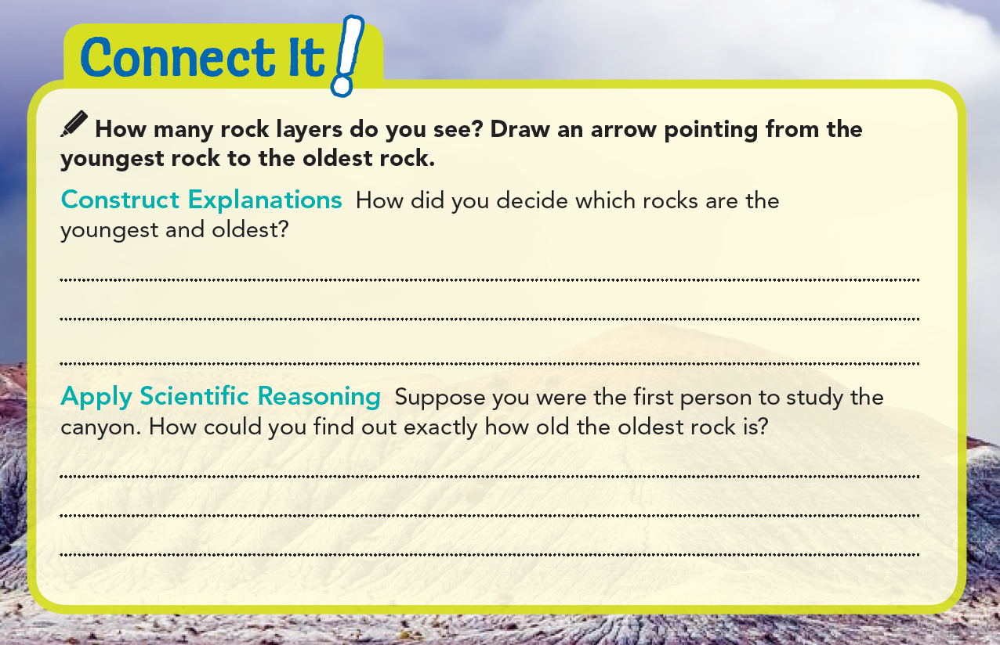 Connect It!
How many rock layers do you see? Draw an arrow pointing from the
youngest rock to the oldest rock.
Construct Explanations How did you decide which rocks are the
youngest and oldest?
Apply Scientific Reasoning Suppose you were the first person to study the
canyon. How could you find out exactly how old the oldest rock is?